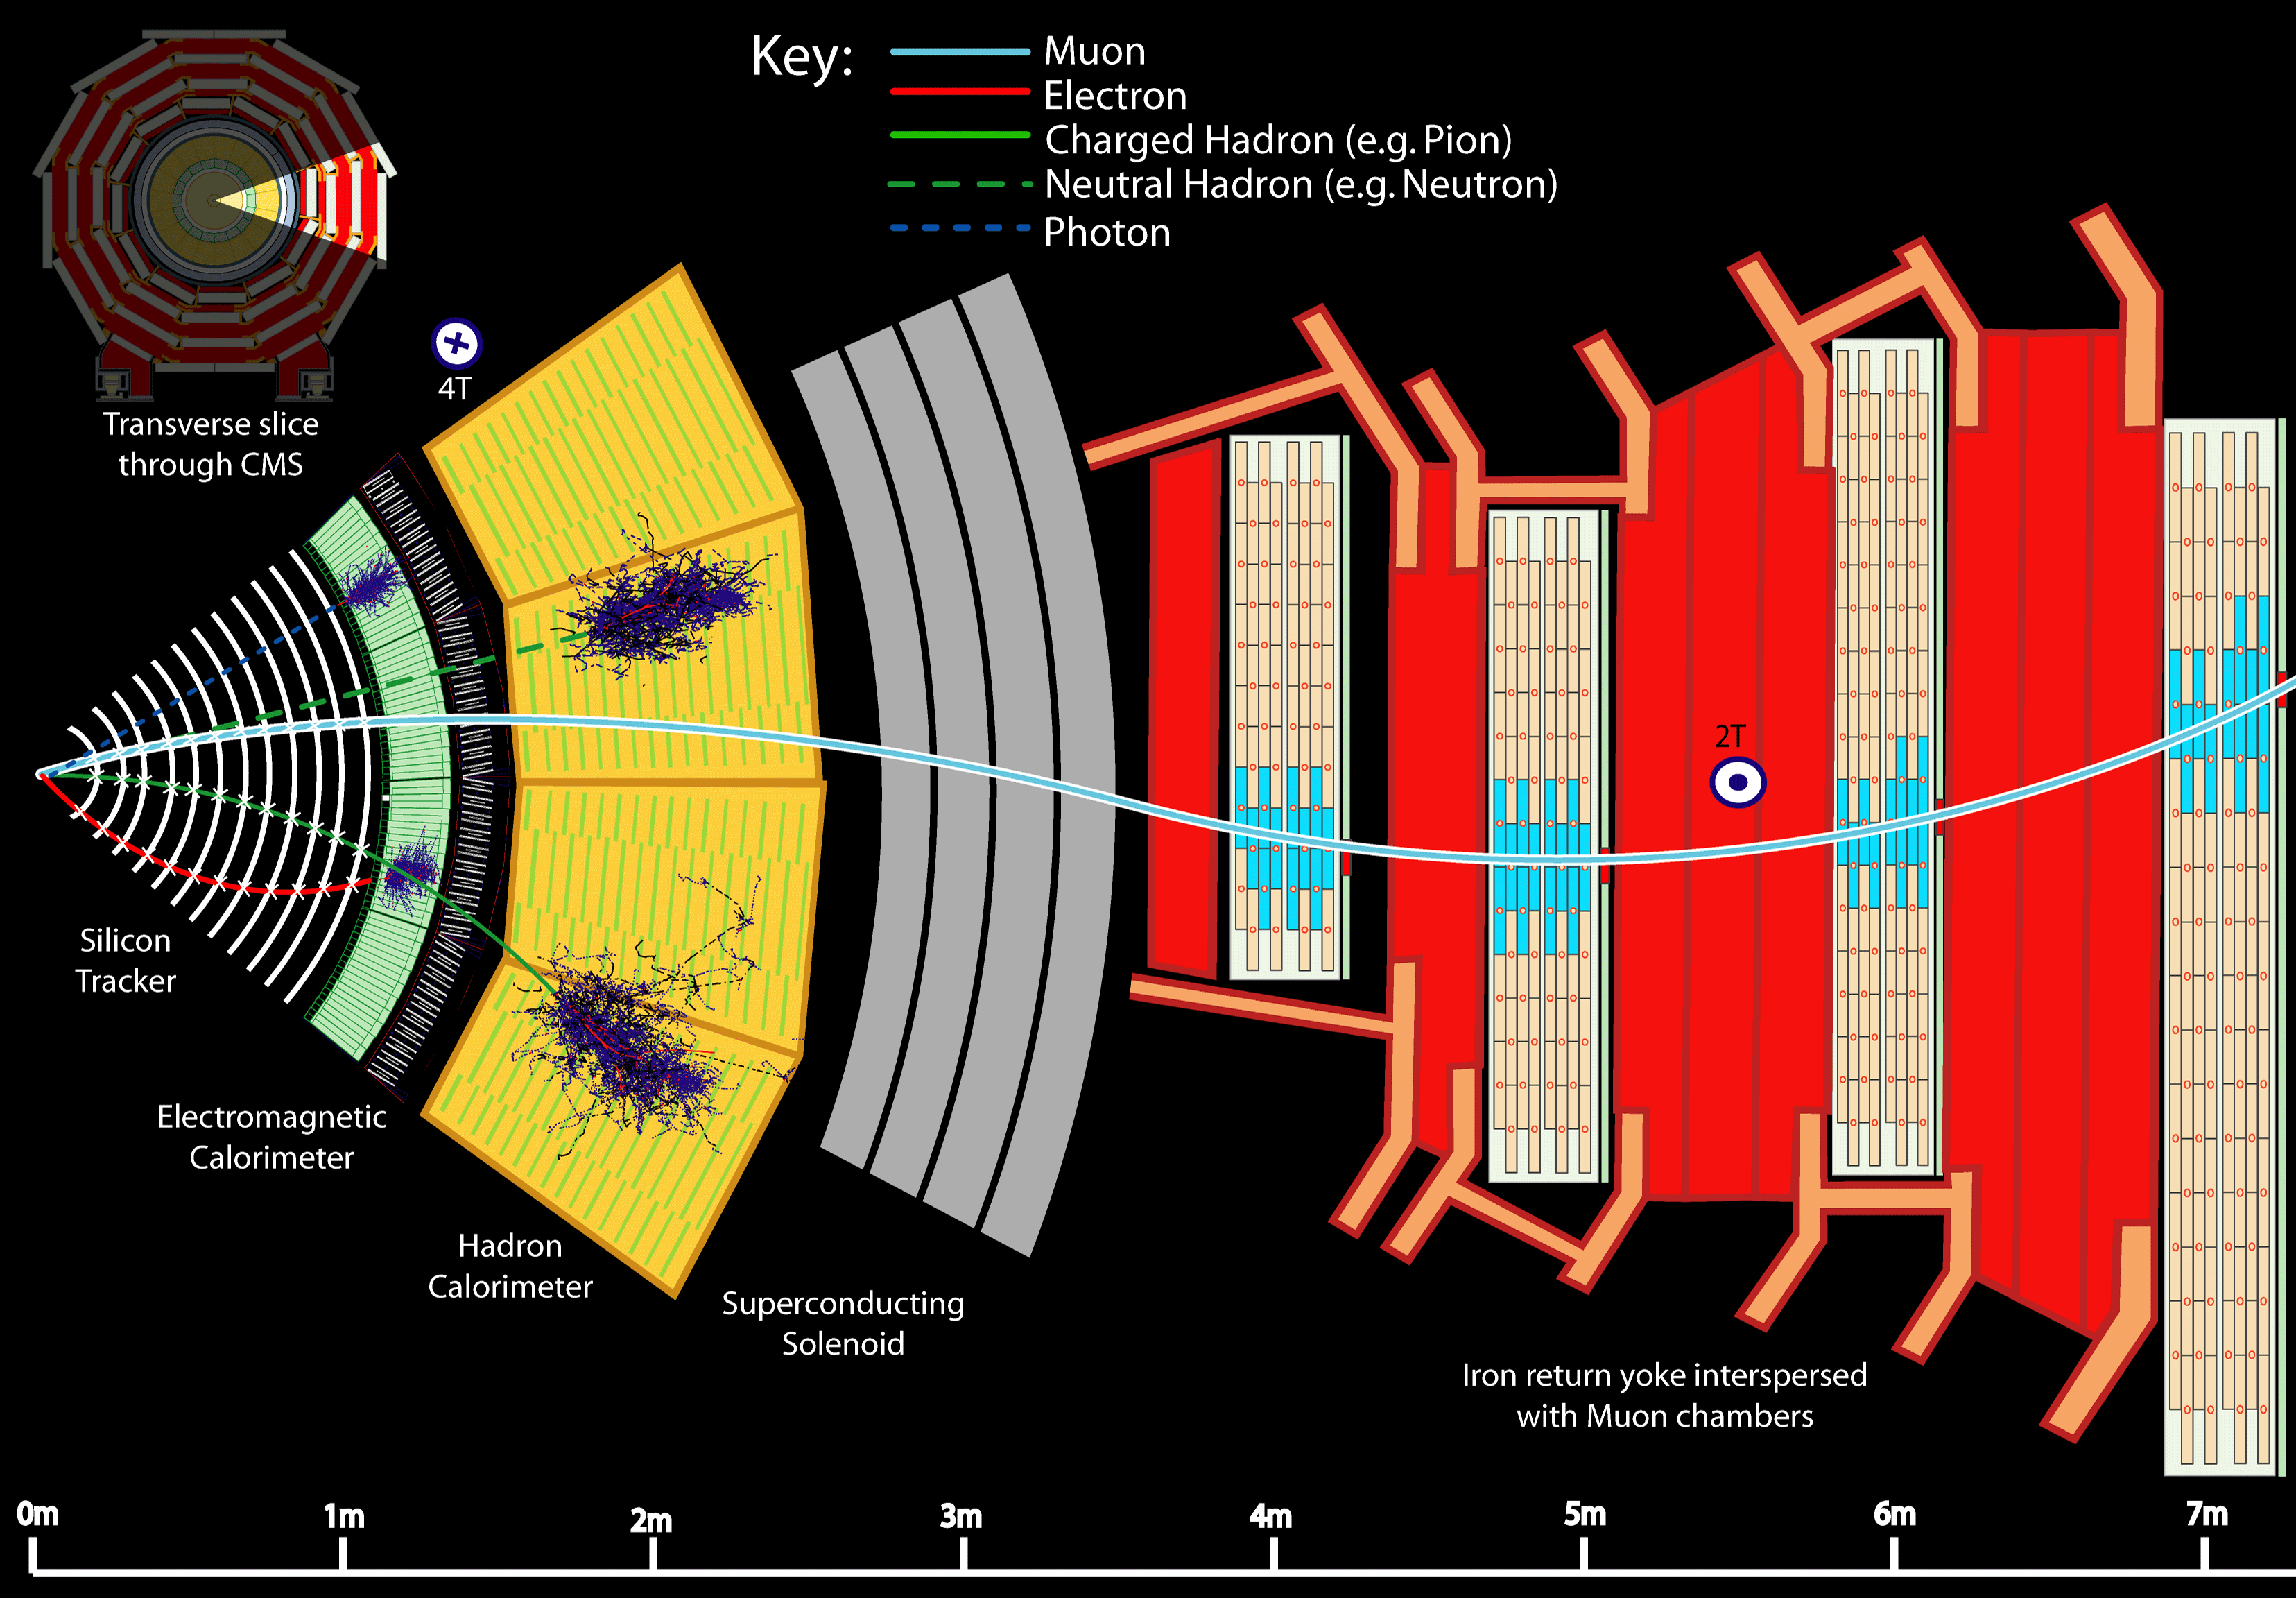 Key:
Muon
Electron
Charged Hadron (e.g. Pion)
Neutral Hadron (e.g. Neutron)
Photon
4T
Transverse slice
through CMS
2T
Silicon
Tracker
Electromagnetic
Calorimeter
Hadron
Calorimeter
Superconducting
Solenoid
Iron return yoke interspersed
with Muon chambers
0m 1m 2m 3m 4m 5m 6m 7m